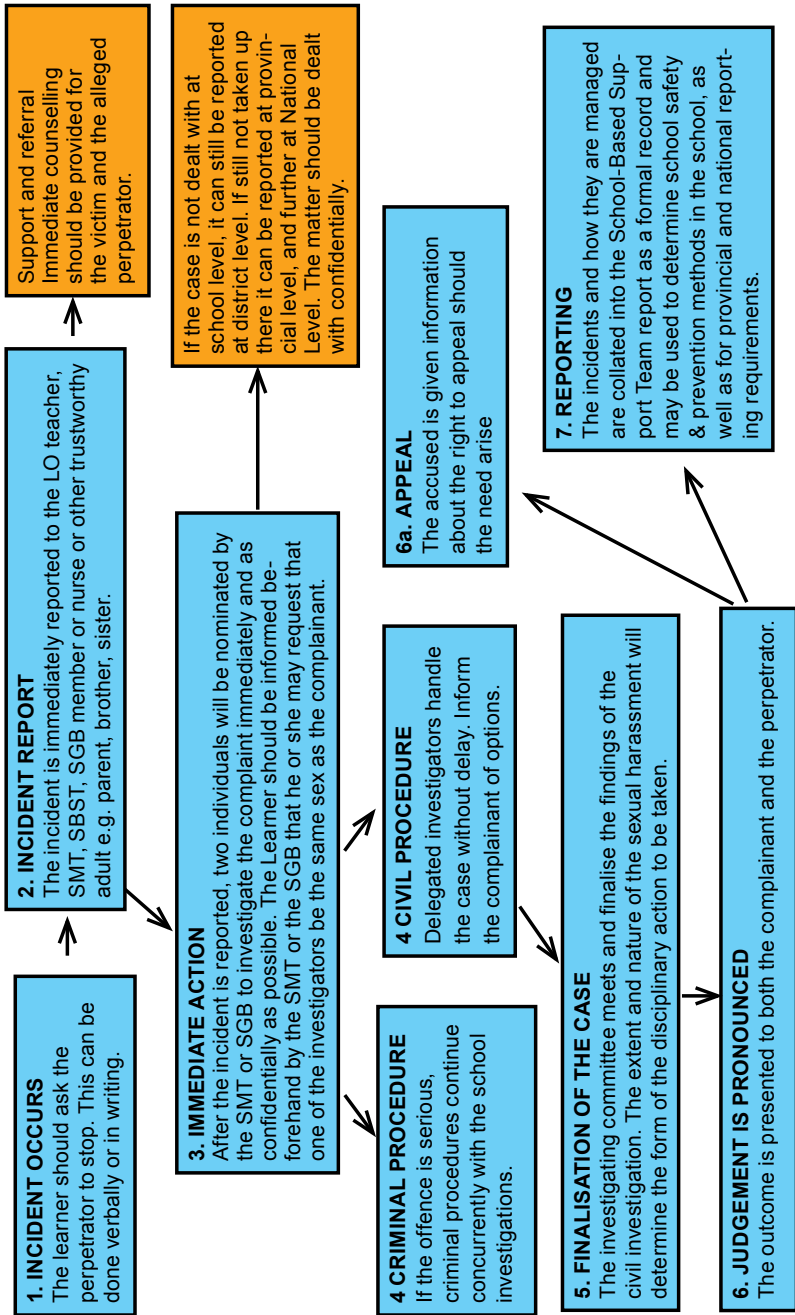 1. INCIDENT OCCURS
The learner should ask the
perpetrator to stop. This can be
done verbally or in writing.
2. INCIDENT REPORT
The incident is immediately reported to the LO teacher,
SMT, SBST, SGB member or nurse or other trustworthy
adult e.g. parent, brother, sister.
Support and referral
Immediate counselling
should be provided for
the victim and the alleged
perpetrator.
3. IMMEDIATE ACTION
After the incident is reported, two individuals will be nominated by
the SMT or SGB to investigate the complaint immediately and as
confidentially as possible. The Learner should be informed be-
forehand by the SMT or the SGB that he or she may request that
one of the investigators be the same sex as the complainant.
If the case is not dealt with at
school level, it can still be reported
at district level. If still not taken up
there it can be reported at provin-
cial level, and further at National
Level. The matter should be dealt
with confidentially.
4 CRIMINAL PROCEDURE
If the offence is serious,
criminal procedures continue
concurrently with the school
investigations.
4 CIVIL PROCEDURE
Delegated investigators handle
the case without delay. Inform
the complainant of options.
6a. APPEAL
The accused is given information
about the right to appeal should
the need arise
5. FINALISATION OF THE CASE
The investigating committee meets and finalise the findings of the
civil investigation. The extent and nature of the sexual harassment will
determine the form of the disciplinary action to be taken.
7. REPORTING
The incidents and how they are managed
are collated into the School-Based Sup-
port Team report as a formal record and
may be used to determine school safety
& prevention methods in the school, as
well as for provincial and national report-
ing requirements.
6. JUDGEMENT IS PRONOUNCED
The outcome is presented to both the complainant and the perpetrator.